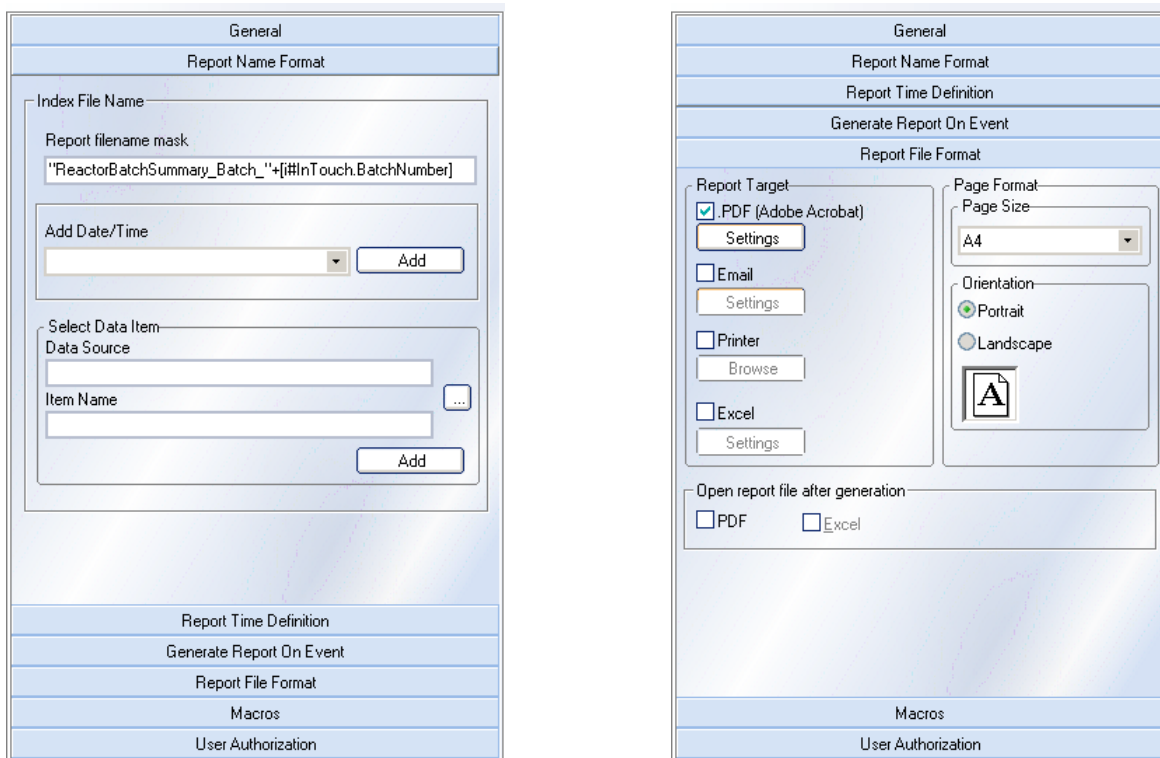 General
Report Name Format
Index File Name
Report filename mask
"ReactorBatchSummary_Batch_"+[i#InTouch.BatchNumber]
Add Date/Time
Add
Select Data Item
Data Source
Item Name
...
Add
Report Time Definition
Generate Report On Event
Report File Format
Macros
User Authorization
General
Report Name Format
Report Time Definition
Generate Report On Event
Report File Format
Report Target
.PDF (Adobe Acrobat)
Settings
Email
Settings
Printer
Browse
Excel
Settings
Page Format
Page Size
A4
Orientation
Portrait
Landscape
A
Open report file after generation
PDF
Excel
Macros
User Authorization